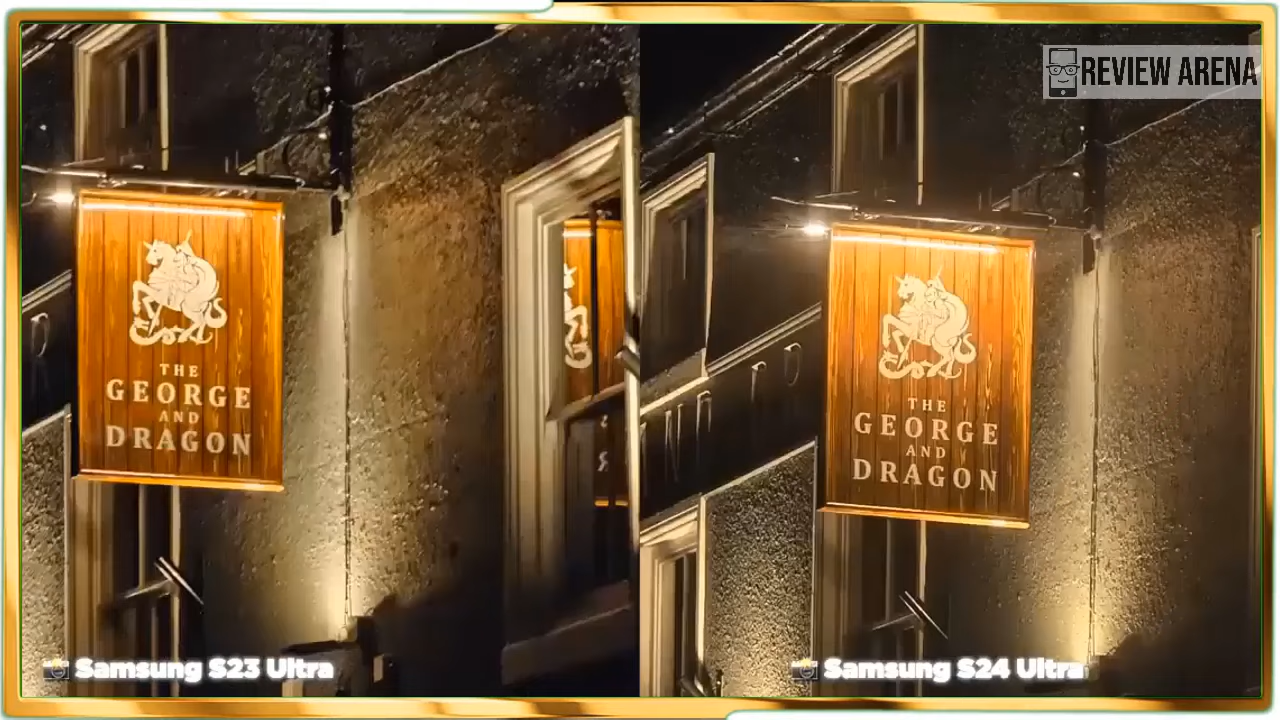 REVIEW ARENA
THE
GEORGE
AND
DRAGON
THE
GEORGE
AND
DRAGON
Samsung S23 Ultra
Samsung S24 Ultra